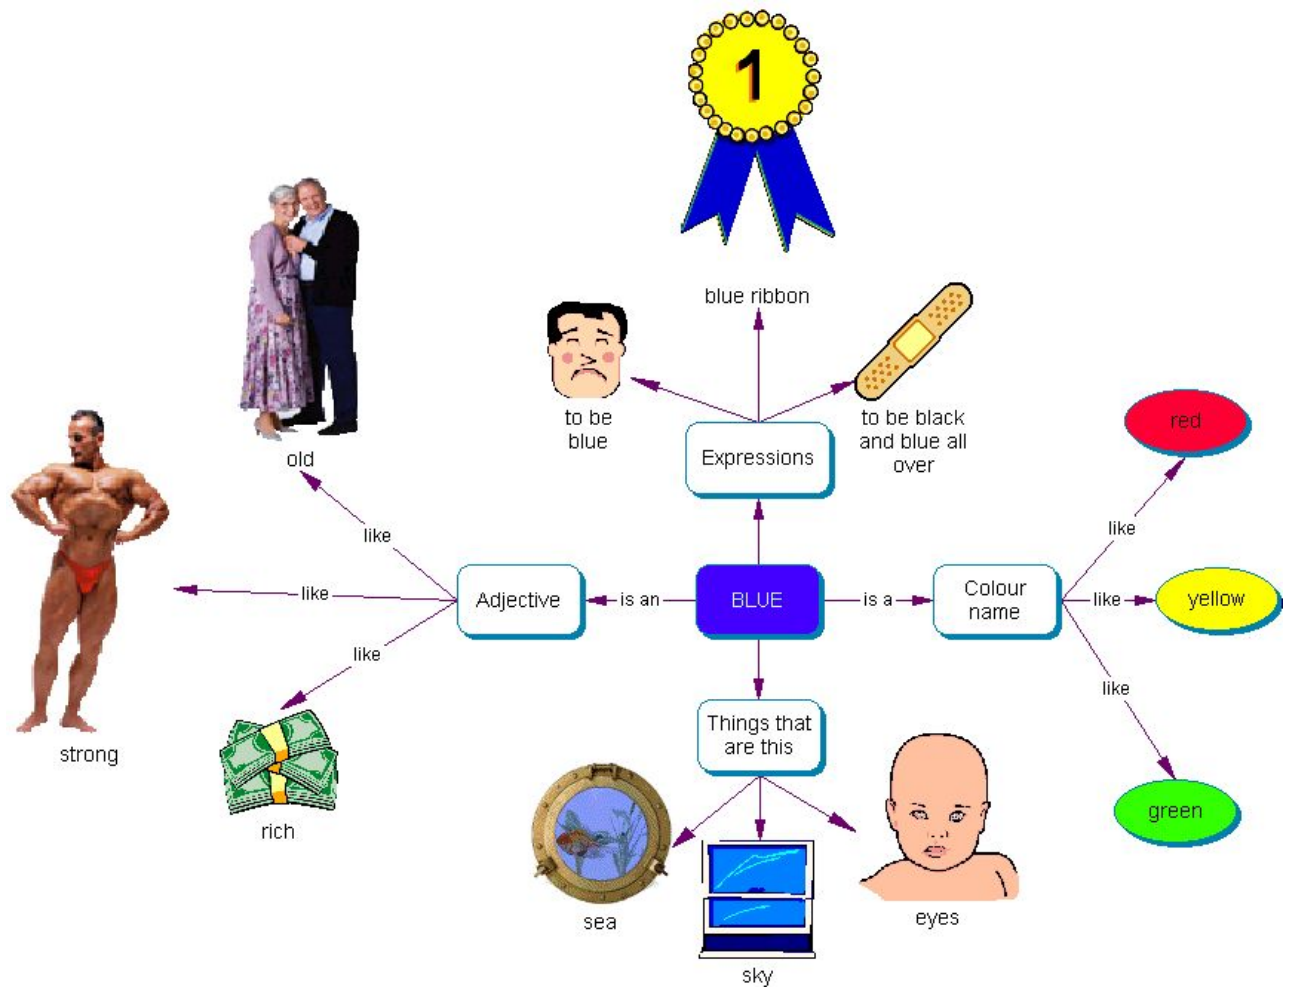 1
blue ribbon
to be
blue
to be black
and blue all
over
Expressions
red
old
like
like
like
Adjective
is an
BLUE
is a
Colour
name
like
yellow
like
like
strong
rich
Things that
are this
green
sea
sky
eyes